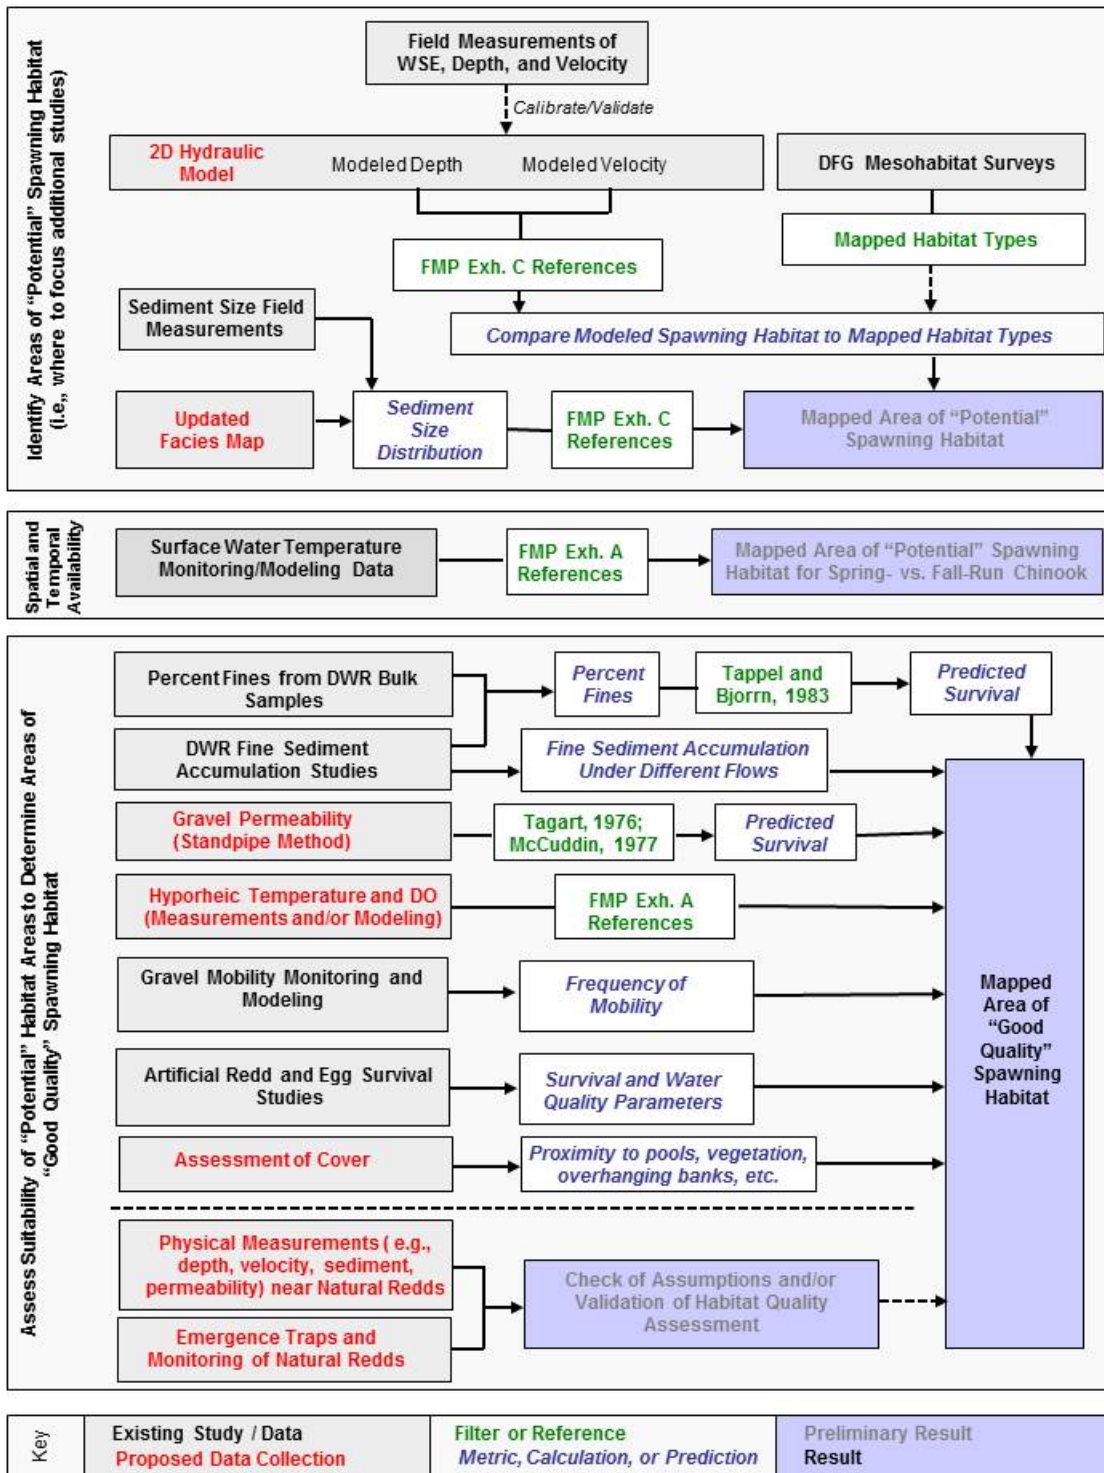 Identify Areas of “Potential” Spawning Habitat
(i.e,, where to focus additional studies)
Field Measurements of
WSE, Depth, and Velocity
Calibrate/Validate
2D Hydraulic
Model
Modeled Depth
Modeled Velocity
DFG Mesohabitat Surveys
Mapped Habitat Types
FMP Exh. C References
Sediment Size Field
Measurements
Compare Modeled Spawning Habitat to Mapped Habitat Types
Updated
Facies Map
Sediment
Size
Distribution
FMP Exh. C
References
Mapped Area of “Potential”
Spawning Habitat
Spatial and
Temporal
Availability
Surface Water Temperature
Monitoring/Modeling Data
FMP Exh. A
References
Mapped Area of “Potential” Spawning
Habitat for Spring- vs. Fall-Run Chinook
Assess Suitability of “Potential” Habitat Areas to Determine Areas of
“Good Quality” Spawning Habitat
Percent Fines from DWR Bulk
Samples
Percent
Fines
Tappel and
Bjorrn, 1983
Predicted
Survival
DWR Fine Sediment
Accumulation Studies
Fine Sediment Accumulation
Under Different Flows
Gravel Permeability
(Standpipe Method)
Tagart, 1976;
McCuddin, 1977
Predicted
Survival
Hyporheic Temperature and DO
(Measurements and/or Modeling)
FMP Exh. A
References
Gravel Mobility Monitoring and
Modeling
Frequency of
Mobility
Mapped
Area of
“Good
Quality”
Spawning
Habitat
Artificial Redd and Egg Survival
Studies
Survival and Water
Quality Parameters
Assessment of Cover
Proximity to pools, vegetation,
overhanging banks, etc.
Physical Measurements ( e.g.,
depth, velocity, sediment,
permeability) near Natural Redds
Emergence Traps and
Monitoring of Natural Redds
Check of Assumptions and/or
Validation of Habitat Quality
Assessment
Key
Existing Study / Data
Proposed Data Collection
Filter or Reference
Metric, Calculation, or Prediction
Preliminary Result
Result